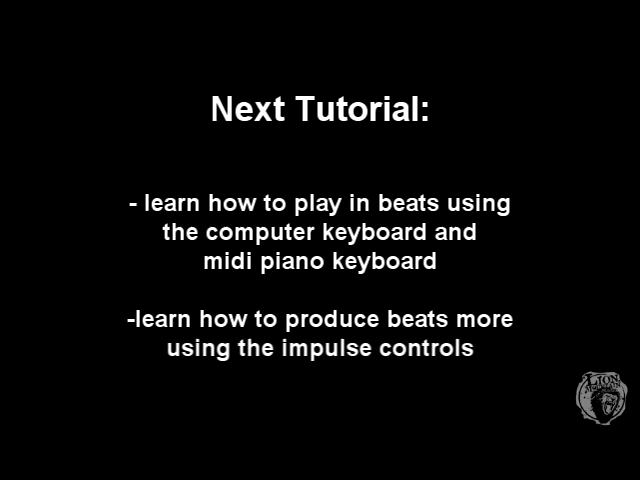 Next Tutorial:
- learn how to play in beats using
the computer keyboard and
midi piano keyboard
-learn how to produce beats more
using the impulse controls
LION